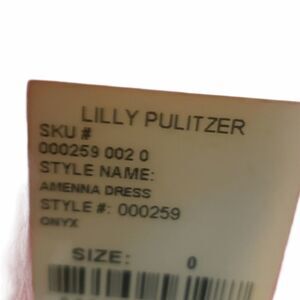 LILLY PULITZER
SKU #
000259 002 0
STYLE NAME:
AMENNA DRESS
STYLE #: 000259
ONYX
SIZE: 0